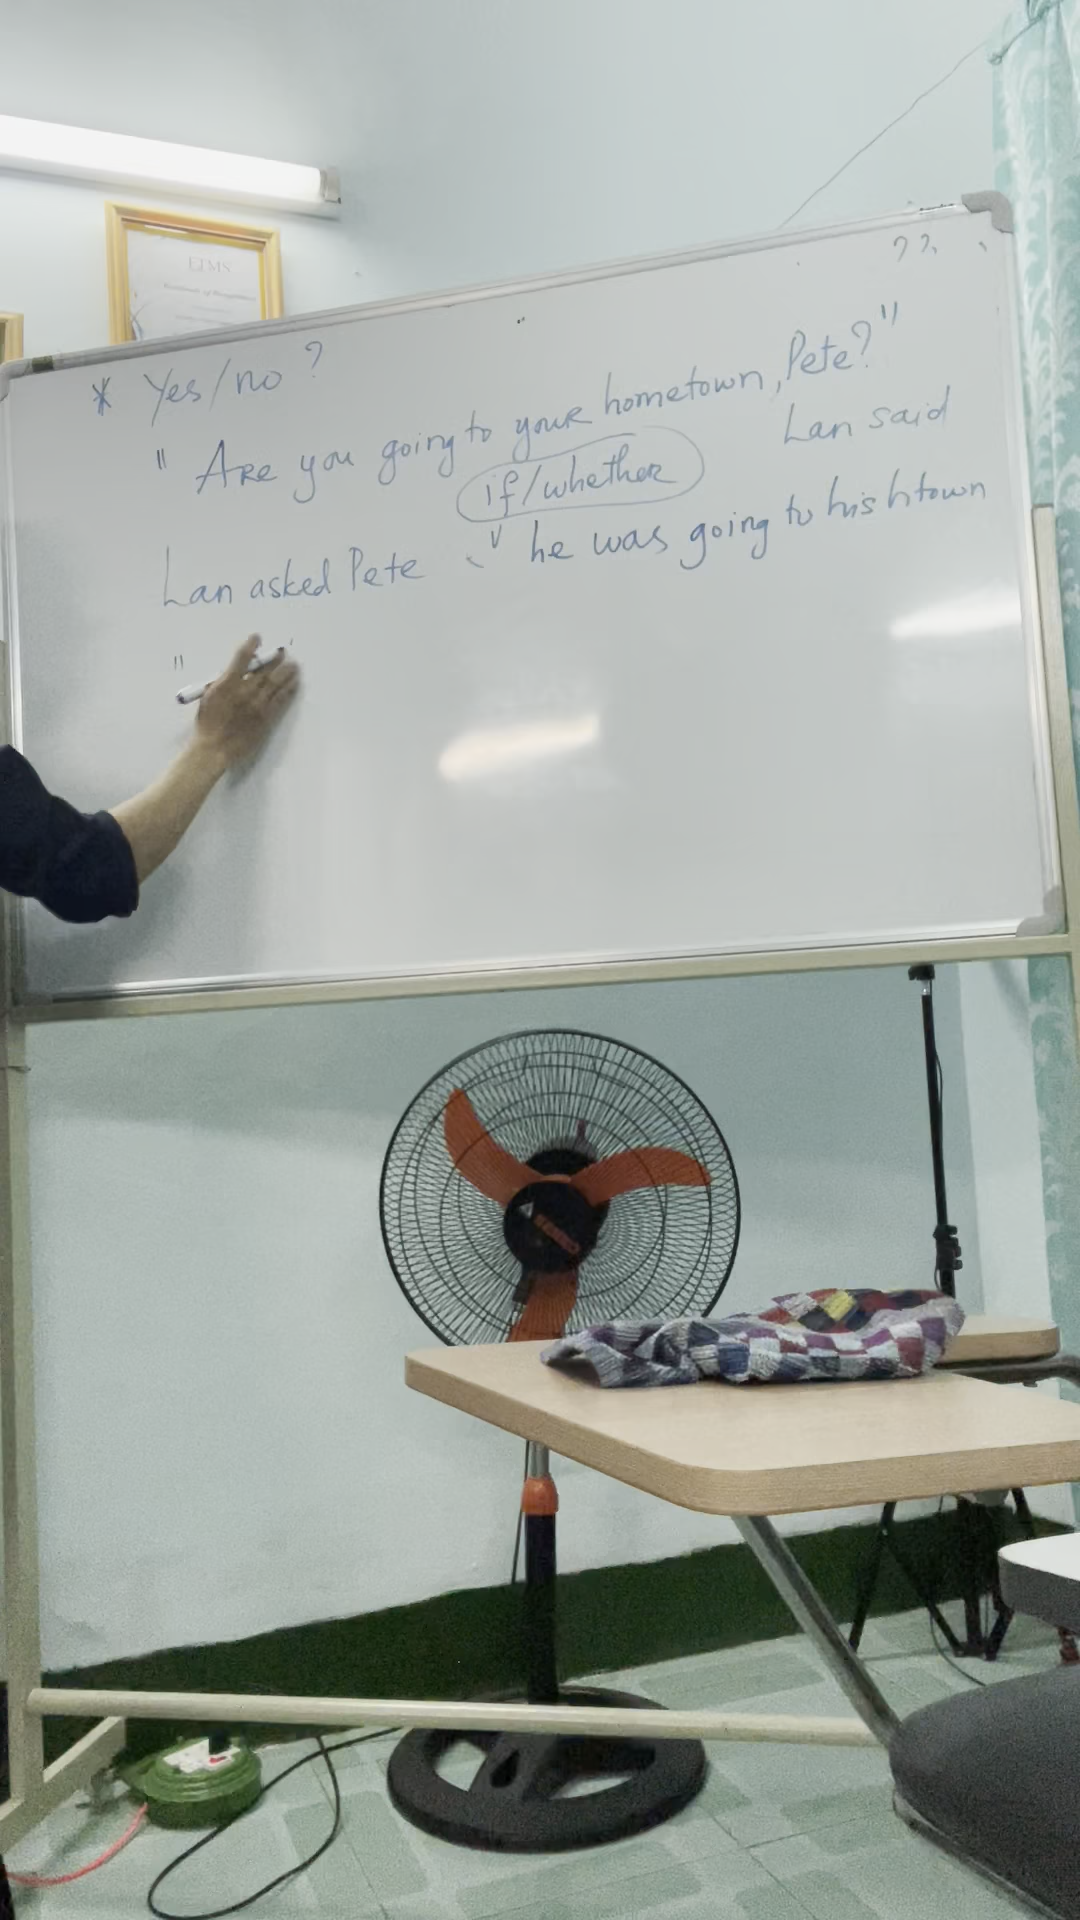 EIMS
* Yes/no ?
" Are you going to your hometown, Pete?"
Lan said
if/whether
Lan asked Pete he was going to his htown
"